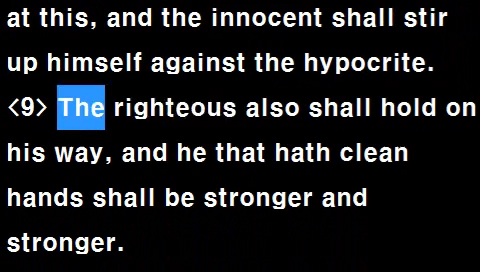 at this, and the innocent shall stir
up himself against the hypocrite.
<9> The righteous also shall hold on
his way, and he that hath clean
hands shall be stronger and
stronger.